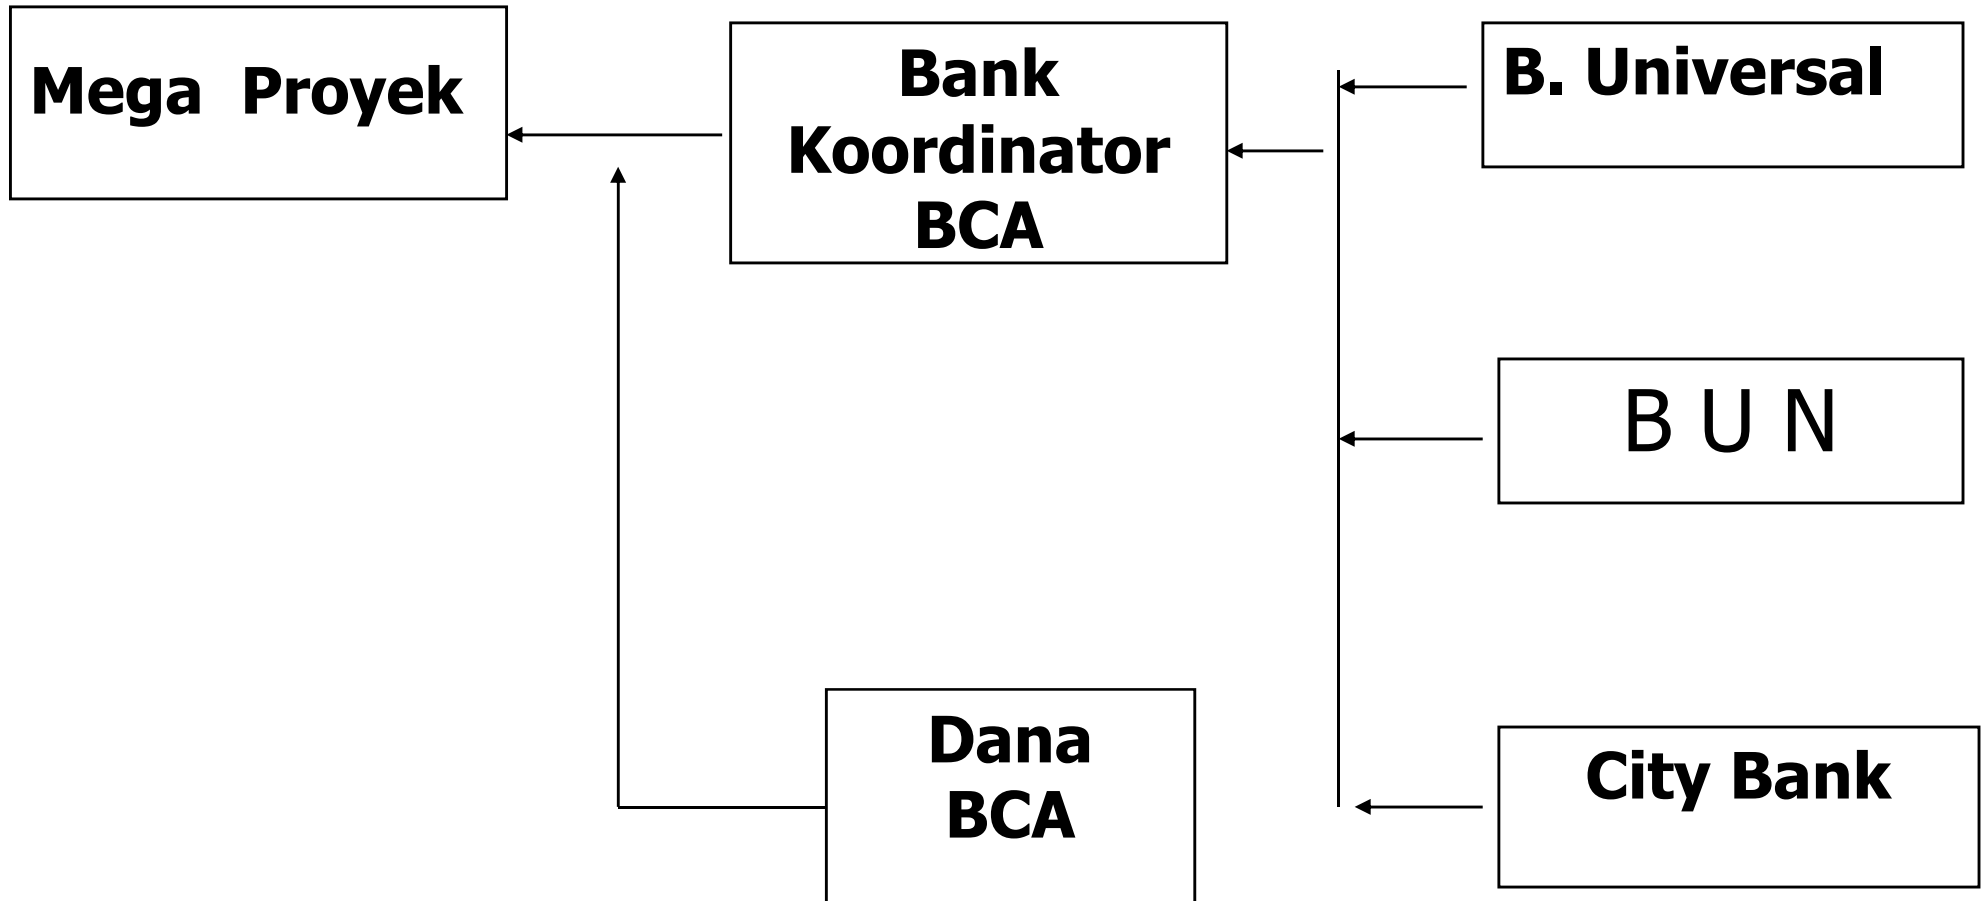 Mega Proyek
Bank
Koordinator
BCA
B. Universal
B U N
Dana
BCA
City Bank